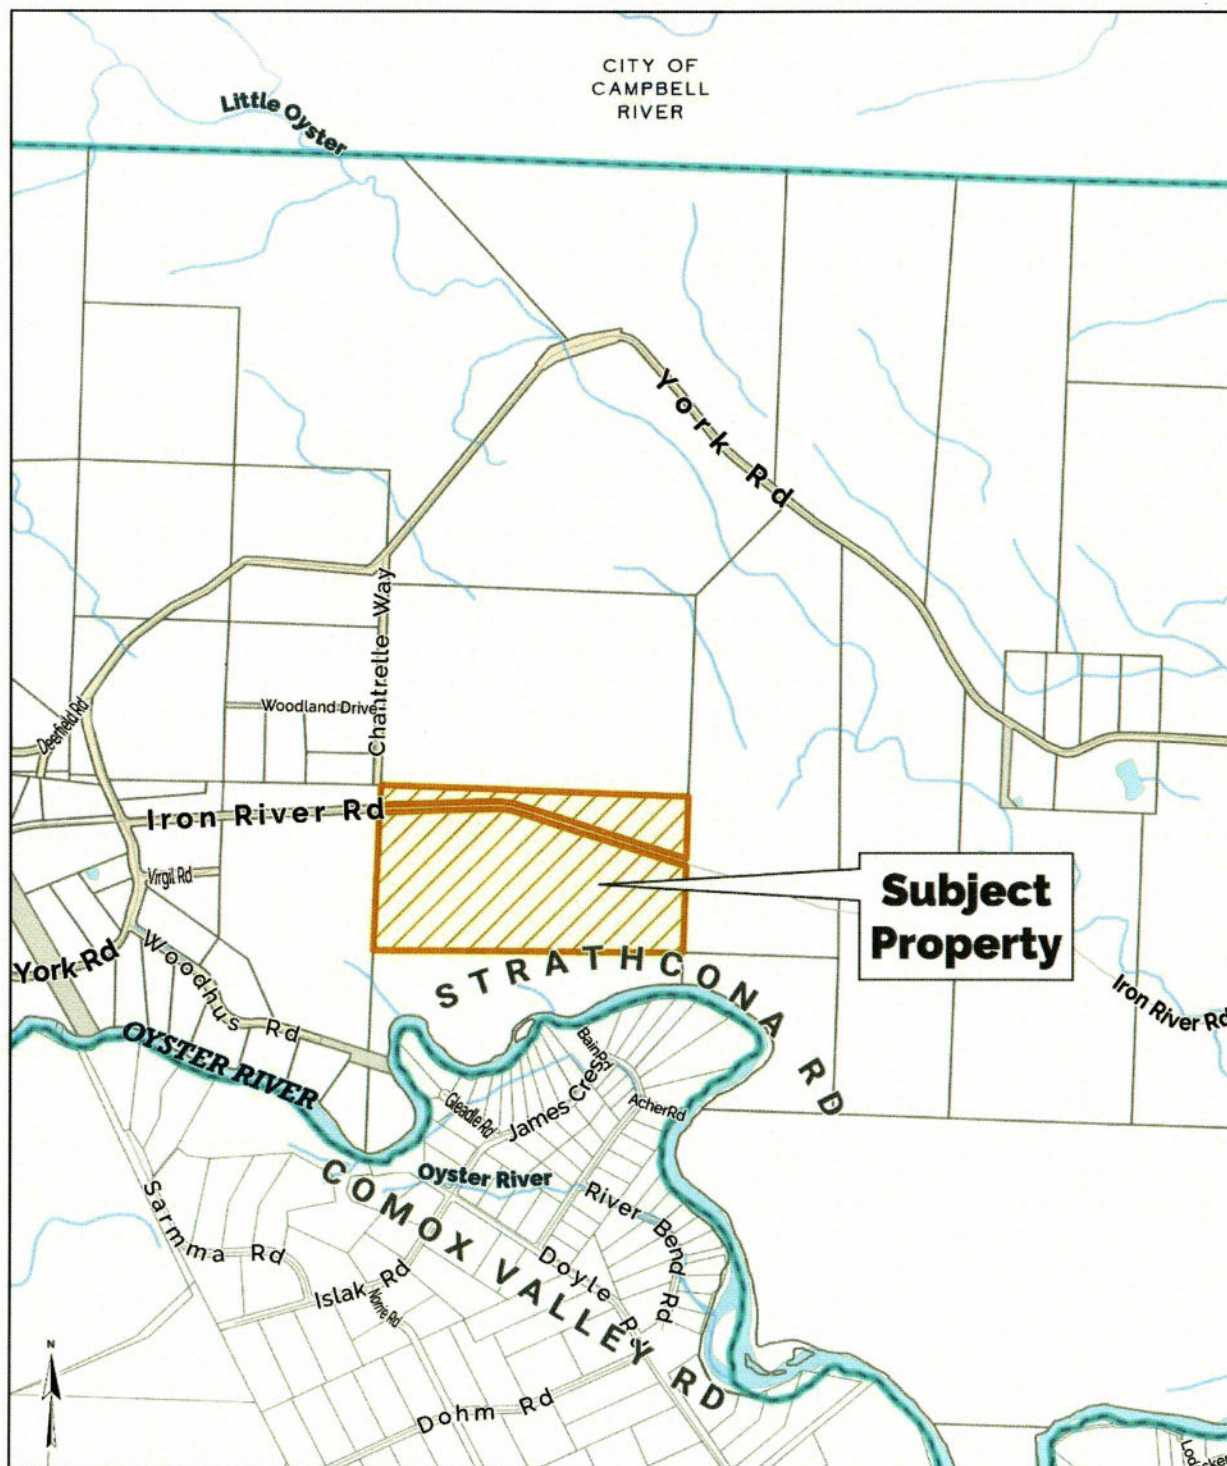 CITY OF
CAMPBELL
RIVER
Little Oyster
York Rd
Chantrelle Way
Woodland Drive
Deerfield Rd
Iron River Rd
Virgil Rd
Subject
Property
York Rd
Woodhus Rd
STRATHCONA RD
Iron River Rd
OYSTER RIVER
Bain Rd
Gleadle Rd
James Cres
Acher Rd
Oyster River
COMOX VALLEY RD
River Bend Rd
Sarmma Rd
Doyle Rd
Islak Rd
Norrie Rd
Dohm Rd
N